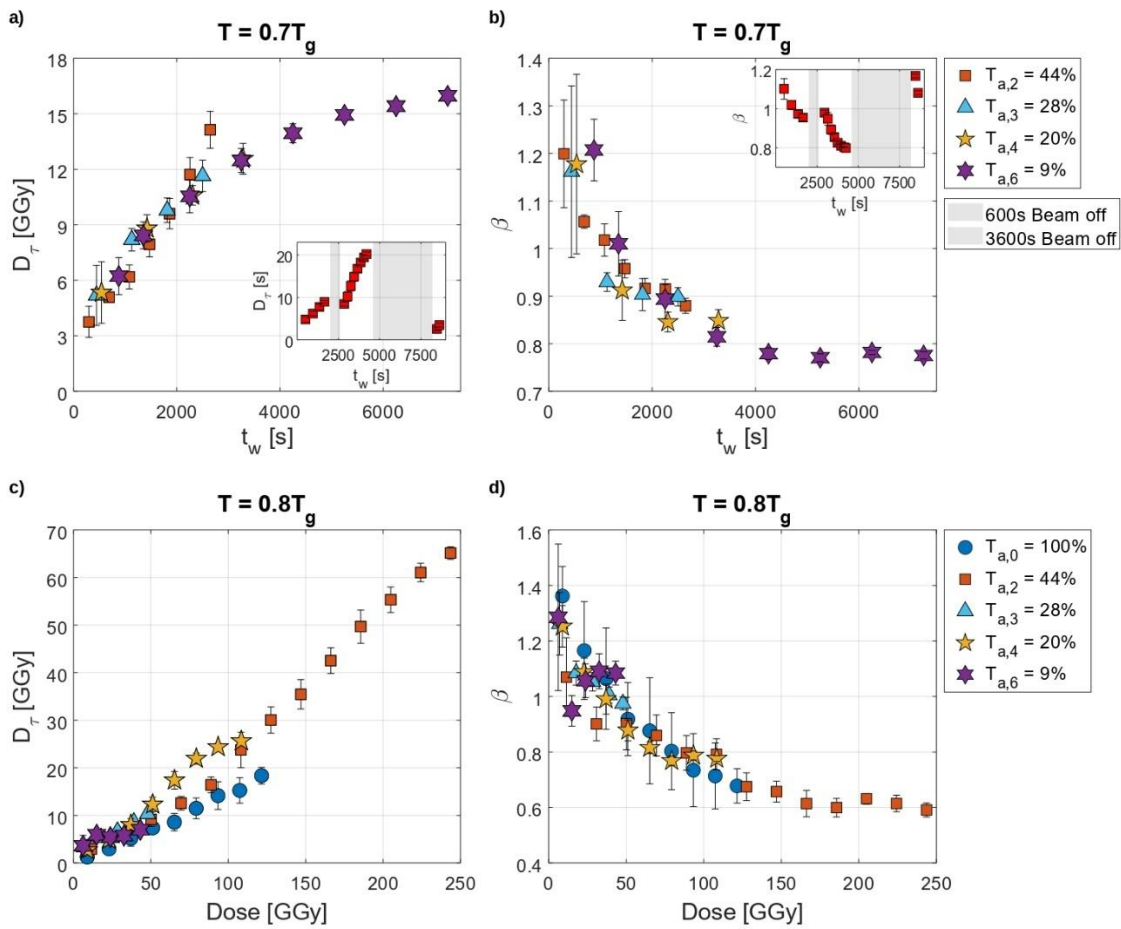 a)
T = 0.7T_g
18
15
12
9
6
3
0
D_τ [GGy]
0 2000 4000 6000
t_w [s]
20
10
0
D_τ [s]
2500 5000 7500
t_w [s]
b)
T = 0.7T_g
1.4
1.3
1.2
1.1
1
0.9
0.8
0.7
β
0 2000 4000 6000
t_w [s]
1.2
1
0.8
β
2500 5000 7500
t_w [s]
T_a,2 = 44%
T_a,3 = 28%
T_a,4 = 20%
T_a,6 = 9%
600s Beam off
3600s Beam off
c)
T = 0.8T_g
70
60
50
40
30
20
10
0
D_τ [GGy]
0 50 100 150 200 250
Dose [GGy]
d)
T = 0.8T_g
1.6
1.4
1.2
1
0.8
0.6
0.4
β
0 50 100 150 200 250
Dose [GGy]
T_a,0 = 100%
T_a,2 = 44%
T_a,3 = 28%
T_a,4 = 20%
T_a,6 = 9%